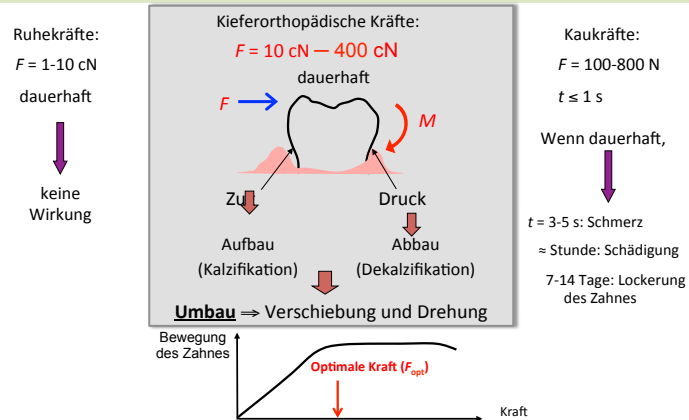 Ruhekräfte:
F = 1-10 cN
dauerhaft
keine
Wirkung
Kieferorthopädische Kräfte:
F = 10 cN — 400 cN
dauerhaft
F
M
Zu
Druck
Aufbau
(Kalzifikation)
Abbau
(Dekalzifikation)
Umbau ⇒ Verschiebung und Drehung
Kaukräfte:
F = 100-800 N
t ≤ 1 s
Wenn dauerhaft,
t = 3-5 s: Schmerz
≈ Stunde: Schädigung
7-14 Tage: Lockerung
des Zahnes
Bewegung
des Zahnes
Optimale Kraft (Fopt)
Kraft